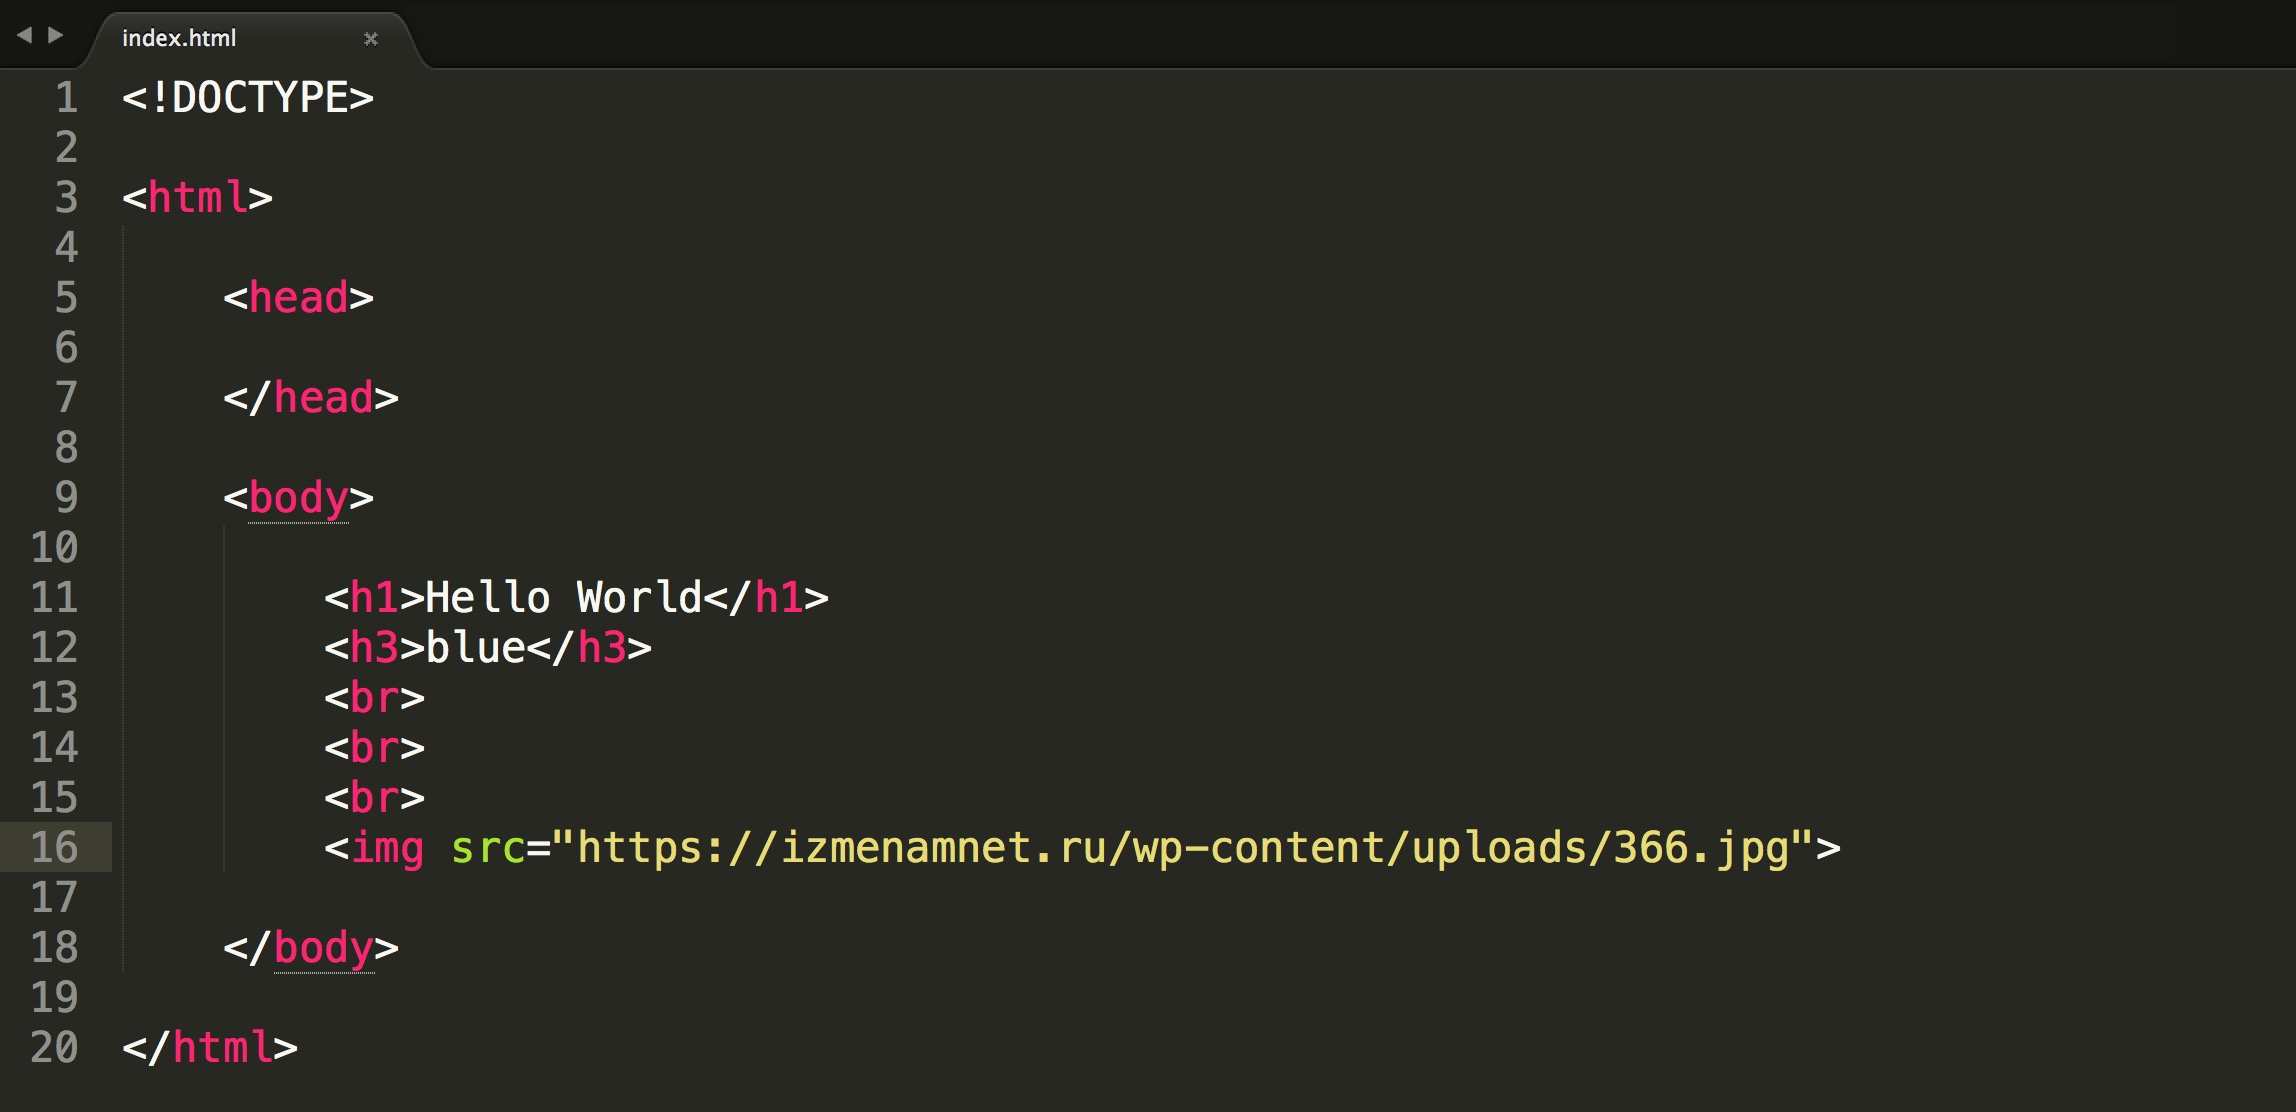 index.html
1 <!DOCTYPE>
2
3 <html>
4
5 <head>
6
7 </head>
8
9 <body>
10
11 <h1>Hello World</h1>
12 <h3>blue</h3>
13 <br>
14 <br>
15 <br>
16 <img src="https://izmenamnet.ru/wp-content/uploads/366.jpg">
17
18 </body>
19
20 </html>